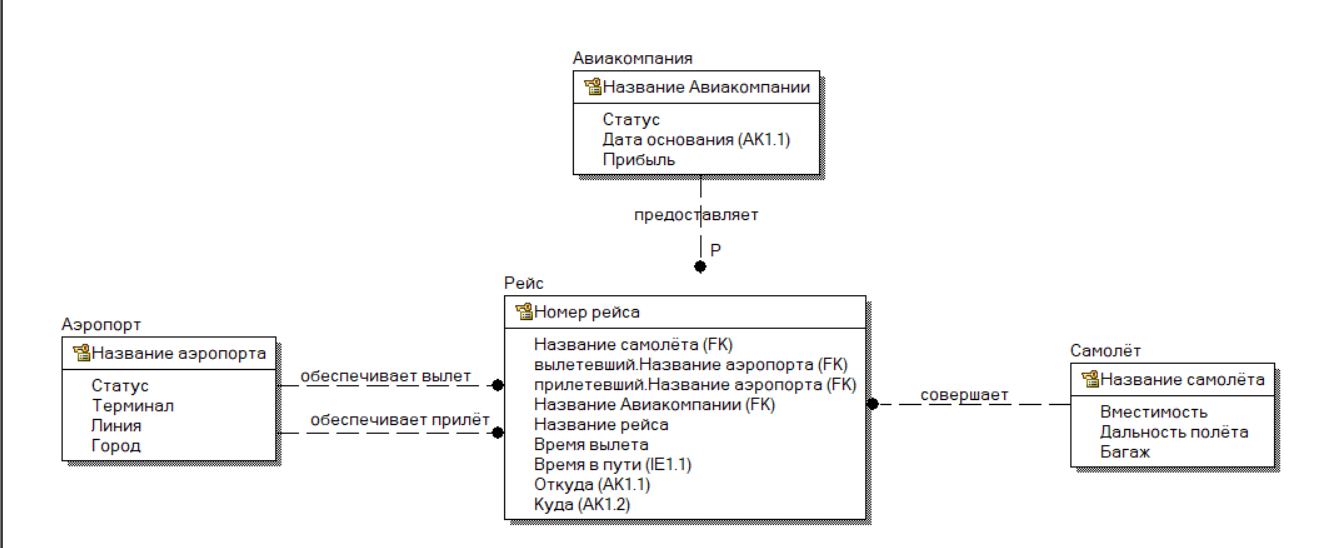 Авиакомпания
Название Авиакомпании
Статус
Дата основания (AK1.1)
Прибыль
предоставляет
P
Рейс
Номер рейса
Название самолёта (FK)
вылетевший.Название аэропорта (FK)
прилетевший.Название аэропорта (FK)
Название Авиакомпании (FK)
Название рейса
Время вылета
Время в пути (IE1.1)
Откуда (AK1.1)
Куда (AK1.2)
Аэропорт
Название аэропорта
Статус
Терминал
Линия
Город
обеспечивает вылет
обеспечивает прилёт
совершает
Самолёт
Название самолёта
Вместимость
Дальность полёта
Багаж